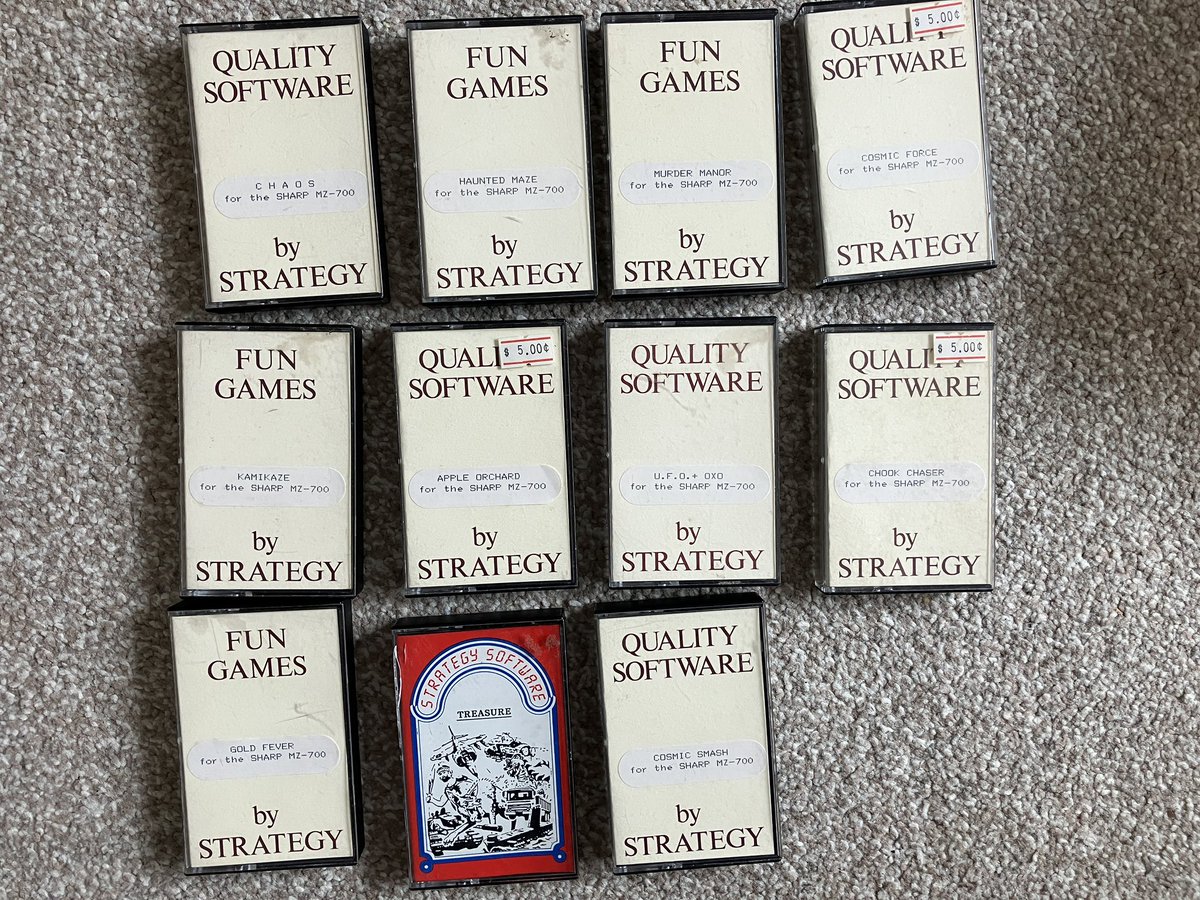 QUALITY
SOFTWARE
C H A O S
for the SHARP MZ-700
by
STRATEGY
FUN
GAMES
HAUNTED MAZE
for the SHARP MZ-700
by
STRATEGY
FUN
GAMES
MURDER MANOR
for the SHARP MZ-700
by
STRATEGY
$ 5.00¢
SOFTWARE
COSMIC FORCE
for the SHARP MZ-700
by
STRATEGY
FUN
GAMES
KAMIKAZE
for the SHARP MZ-700
by
STRATEGY
$ 5.00¢
SOFTWARE
APPLE ORCHARD
for the SHARP MZ-700
by
STRATEGY
QUALITY
SOFTWARE
U.F.O.+ OXO
for the SHARP MZ-700
by
STRATEGY
$ 5.00¢
SOFTWARE
CHOOK CHASER
for the SHARP MZ-700
by
STRATEGY
FUN
GAMES
GOLD FEVER
for the SHARP MZ-700
by
STRATEGY
STRATEGY SOFTWARE
TREASURE
QUALITY
SOFTWARE
COSMIC SMASH
for the SHARP MZ-700
by
STRATEGY